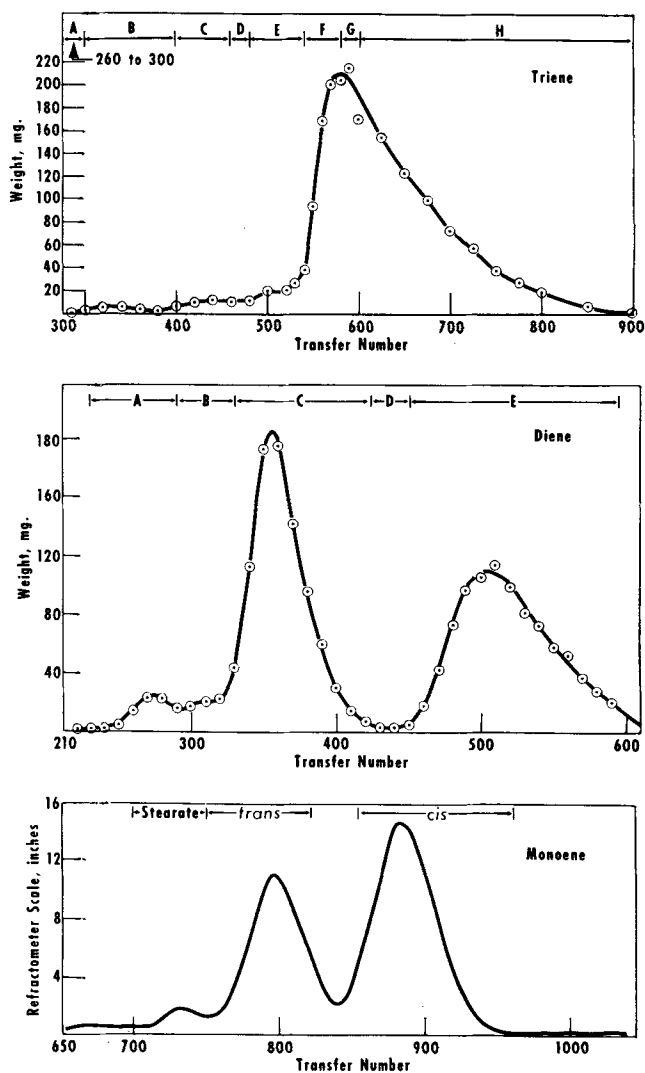 A B C D E F G H
260 to 300
Triene
Weight, mg.
220
200
180
160
140
120
100
80
60
40
20
300 400 500 600 700 800 900
Transfer Number
A B C D E
Diene
Weight, mg.
180
160
120
80
40
210 300 400 500 600
Transfer Number
Stearate trans cis
Monoene
Refractometer Scale, inches
16
12
8
4
650 700 800 900 1000
Transfer Number